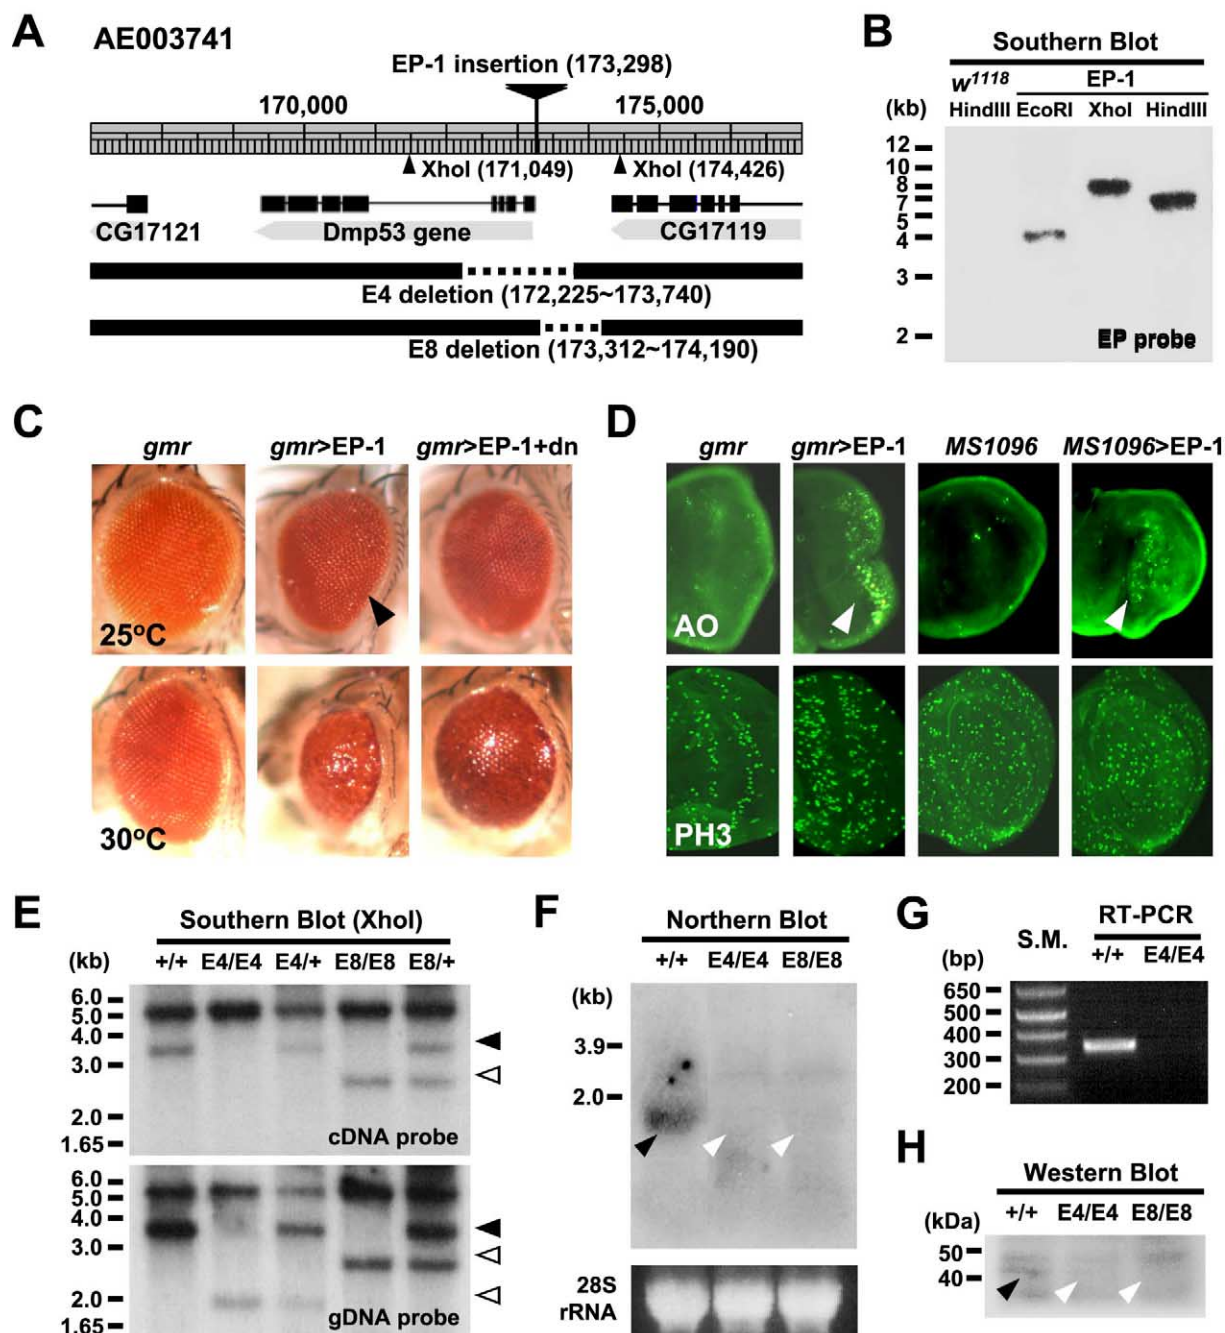 A
AE003741
EP-1 insertion (173,298)
170,000
175,000
XhoI (171,049)
XhoI (174,426)
CG17121
Dmp53 gene
CG17119
E4 deletion (172,225~173,740)
E8 deletion (173,312~174,190)
B
Southern Blot
w1118
EP-1
(kb)
HindIII EcoRI XhoI HindIII
12
10
8
7
5
4
3
2
EP probe
C
gmr
gmr>EP-1
gmr>EP-1+dn
25oC
30oC
D
gmr
gmr>EP-1
MS1096
MS1096>EP-1
AO
PH3
E
Southern Blot (XhoI)
(kb)
+/+ E4/E4 E4/+ E8/E8 E8/+
6.0
5.0
4.0
3.0
2.0
1.65
cDNA probe
6.0
5.0
4.0
3.0
2.0
1.65
gDNA probe
F
Northern Blot
+/+ E4/E4 E8/E8
(kb)
3.9
2.0
28S
rRNA
G
RT-PCR
S.M.
+/+ E4/E4
(bp)
650
500
400
300
200
H
Western Blot
+/+ E4/E4 E8/E8
(kDa)
50
40